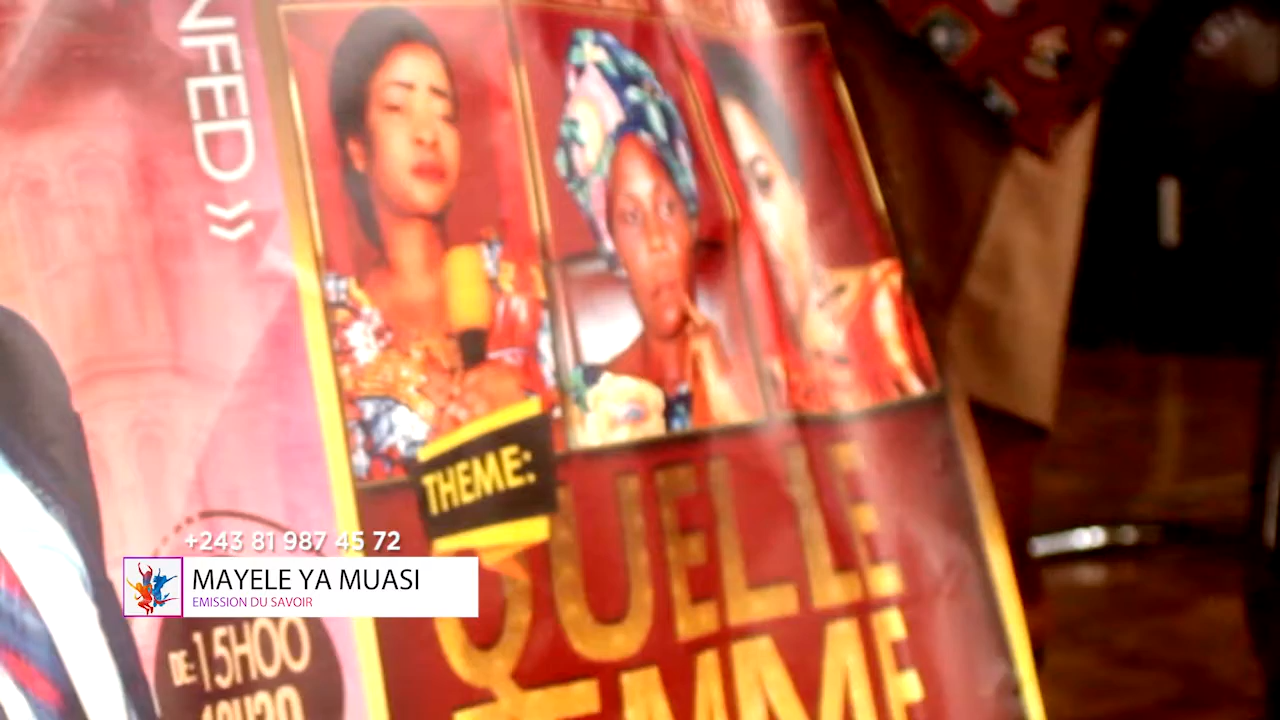 NFED »
THEME:
QUELLE
+243 81 987 45 72
MAYELE YA MUASI
EMISSION DU SAVOIR
DE: 15H00